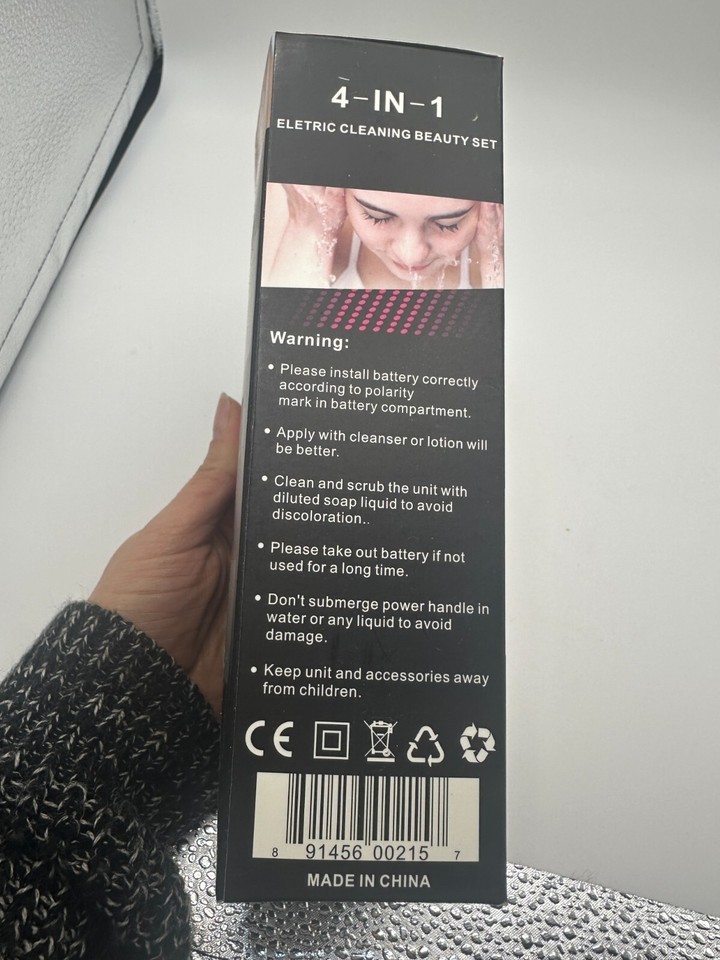 4-IN-1
ELETRIC CLEANING BEAUTY SET
Warning:
• Please install battery correctly
according to polarity
mark in battery compartment.
• Apply with cleanser or lotion will
be better.
• Clean and scrub the unit with
diluted soap liquid to avoid
discoloration..
• Please take out battery if not
used for a long time.
• Don't submerge power handle in
water or any liquid to avoid
damage.
• Keep unit and accessories away
from children.
CE
8 91456 00215 7
MADE IN CHINA